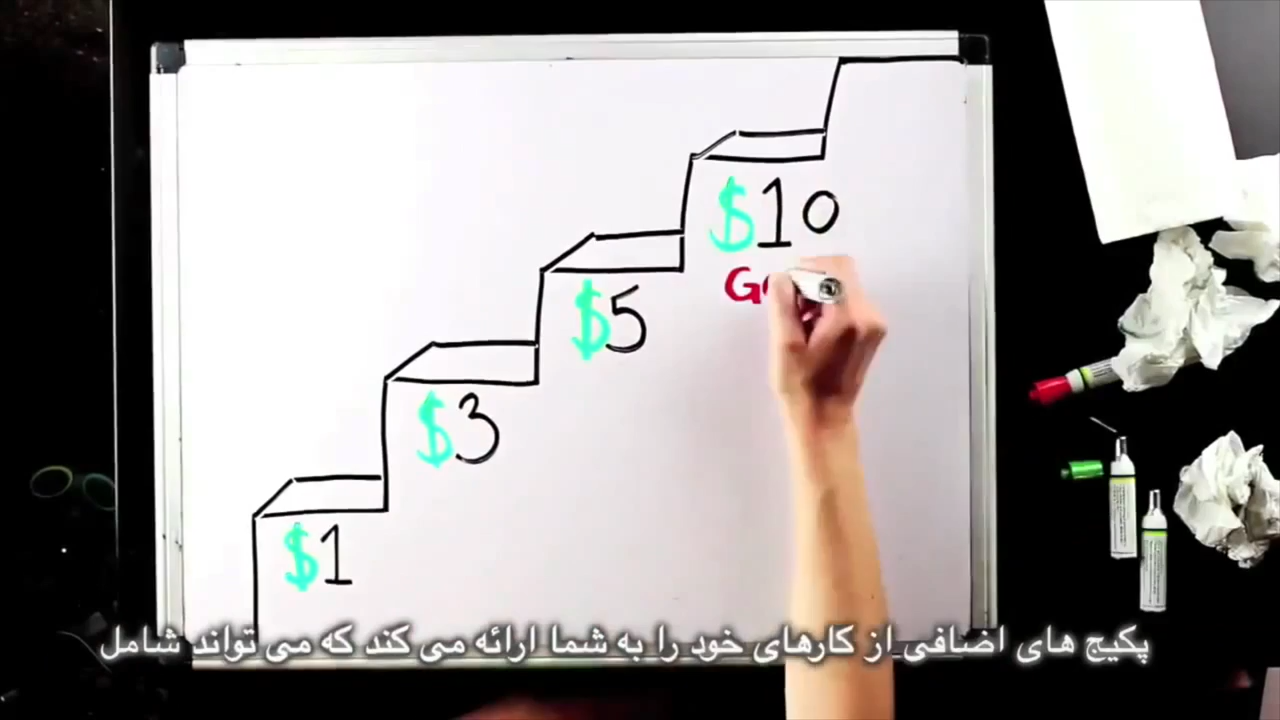 $10
$5
$3
$1
پکیج های اضافی از کارهای خود را به شما ارائه می کند که می تواند شامل